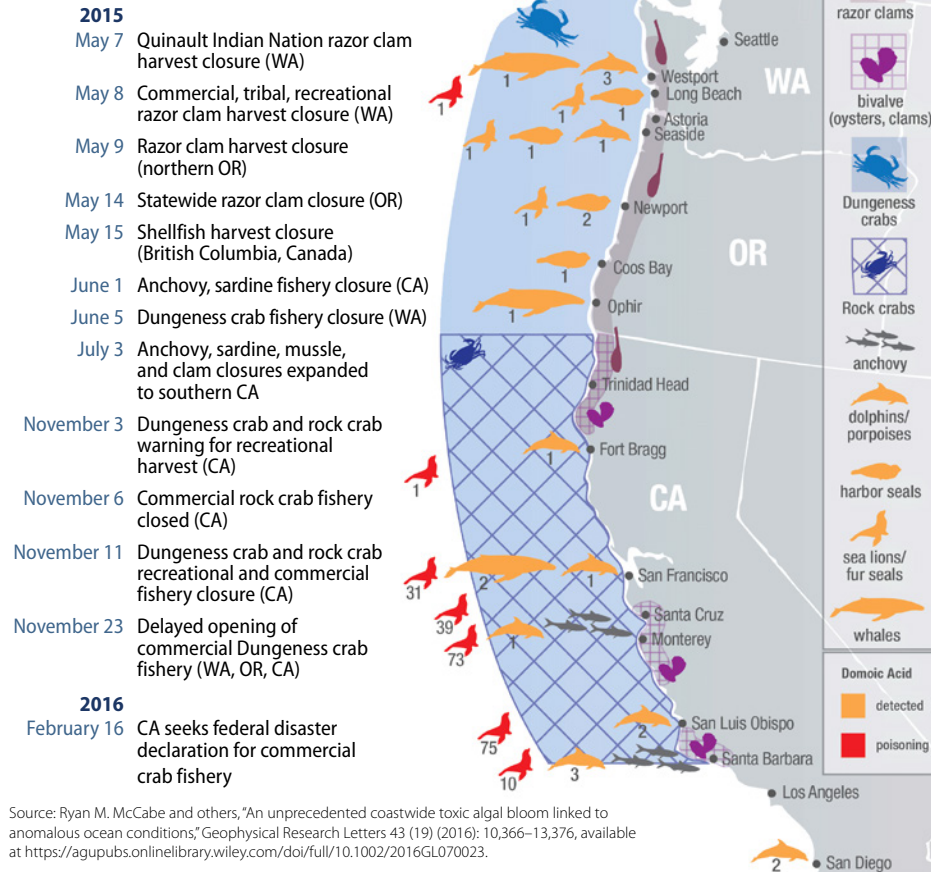 2015
May 7 Quinault Indian Nation razor clam
harvest closure (WA)
May 8 Commercial, tribal, recreational
razor clam harvest closure (WA)
May 9 Razor clam harvest closure
(northern OR)
May 14 Statewide razor clam closure (OR)
May 15 Shellfish harvest closure
(British Columbia, Canada)
June 1 Anchovy, sardine fishery closure (CA)
June 5 Dungeness crab fishery closure (WA)
July 3 Anchovy, sardine, mussle,
and clam closures expanded
to southern CA
November 3 Dungeness crab and rock crab
warning for recreational
harvest (CA)
November 6 Commercial rock crab fishery
closed (CA)
November 11 Dungeness crab and rock crab
recreational and commercial
fishery closure (CA)
November 23 Delayed opening of
commercial Dungeness crab
fishery (WA, OR, CA)
2016
February 16 CA seeks federal disaster
declaration for commercial
crab fishery
Seattle
WA
1 3
Westport
1
Long Beach
1 1
Astoria
Seaside
1 1 1
Newport
1 2
OR
Coos Bay
1
Ophir
1
Trinidad Head
Fort Bragg
1
1
CA
San Francisco
31 2 1
Santa Cruz
39
Monterey
73 1
San Luis Obispo
75 2
Santa Barbara
10 3
Los Angeles
San Diego
2
razor clams
bivalve
(oysters, clams)
Dungeness
crabs
Rock crabs
anchovy
dolphins/
porpoises
harbor seals
sea lions/
fur seals
whales
Domoic Acid
detected
poisoning
Source: Ryan M. McCabe and others, “An unprecedented coastwide toxic algal bloom linked to
anomalous ocean conditions,” Geophysical Research Letters 43 (19) (2016): 10,366–13,376, available
at https://agupubs.onlinelibrary.wiley.com/doi/full/10.1002/2016GL070023.